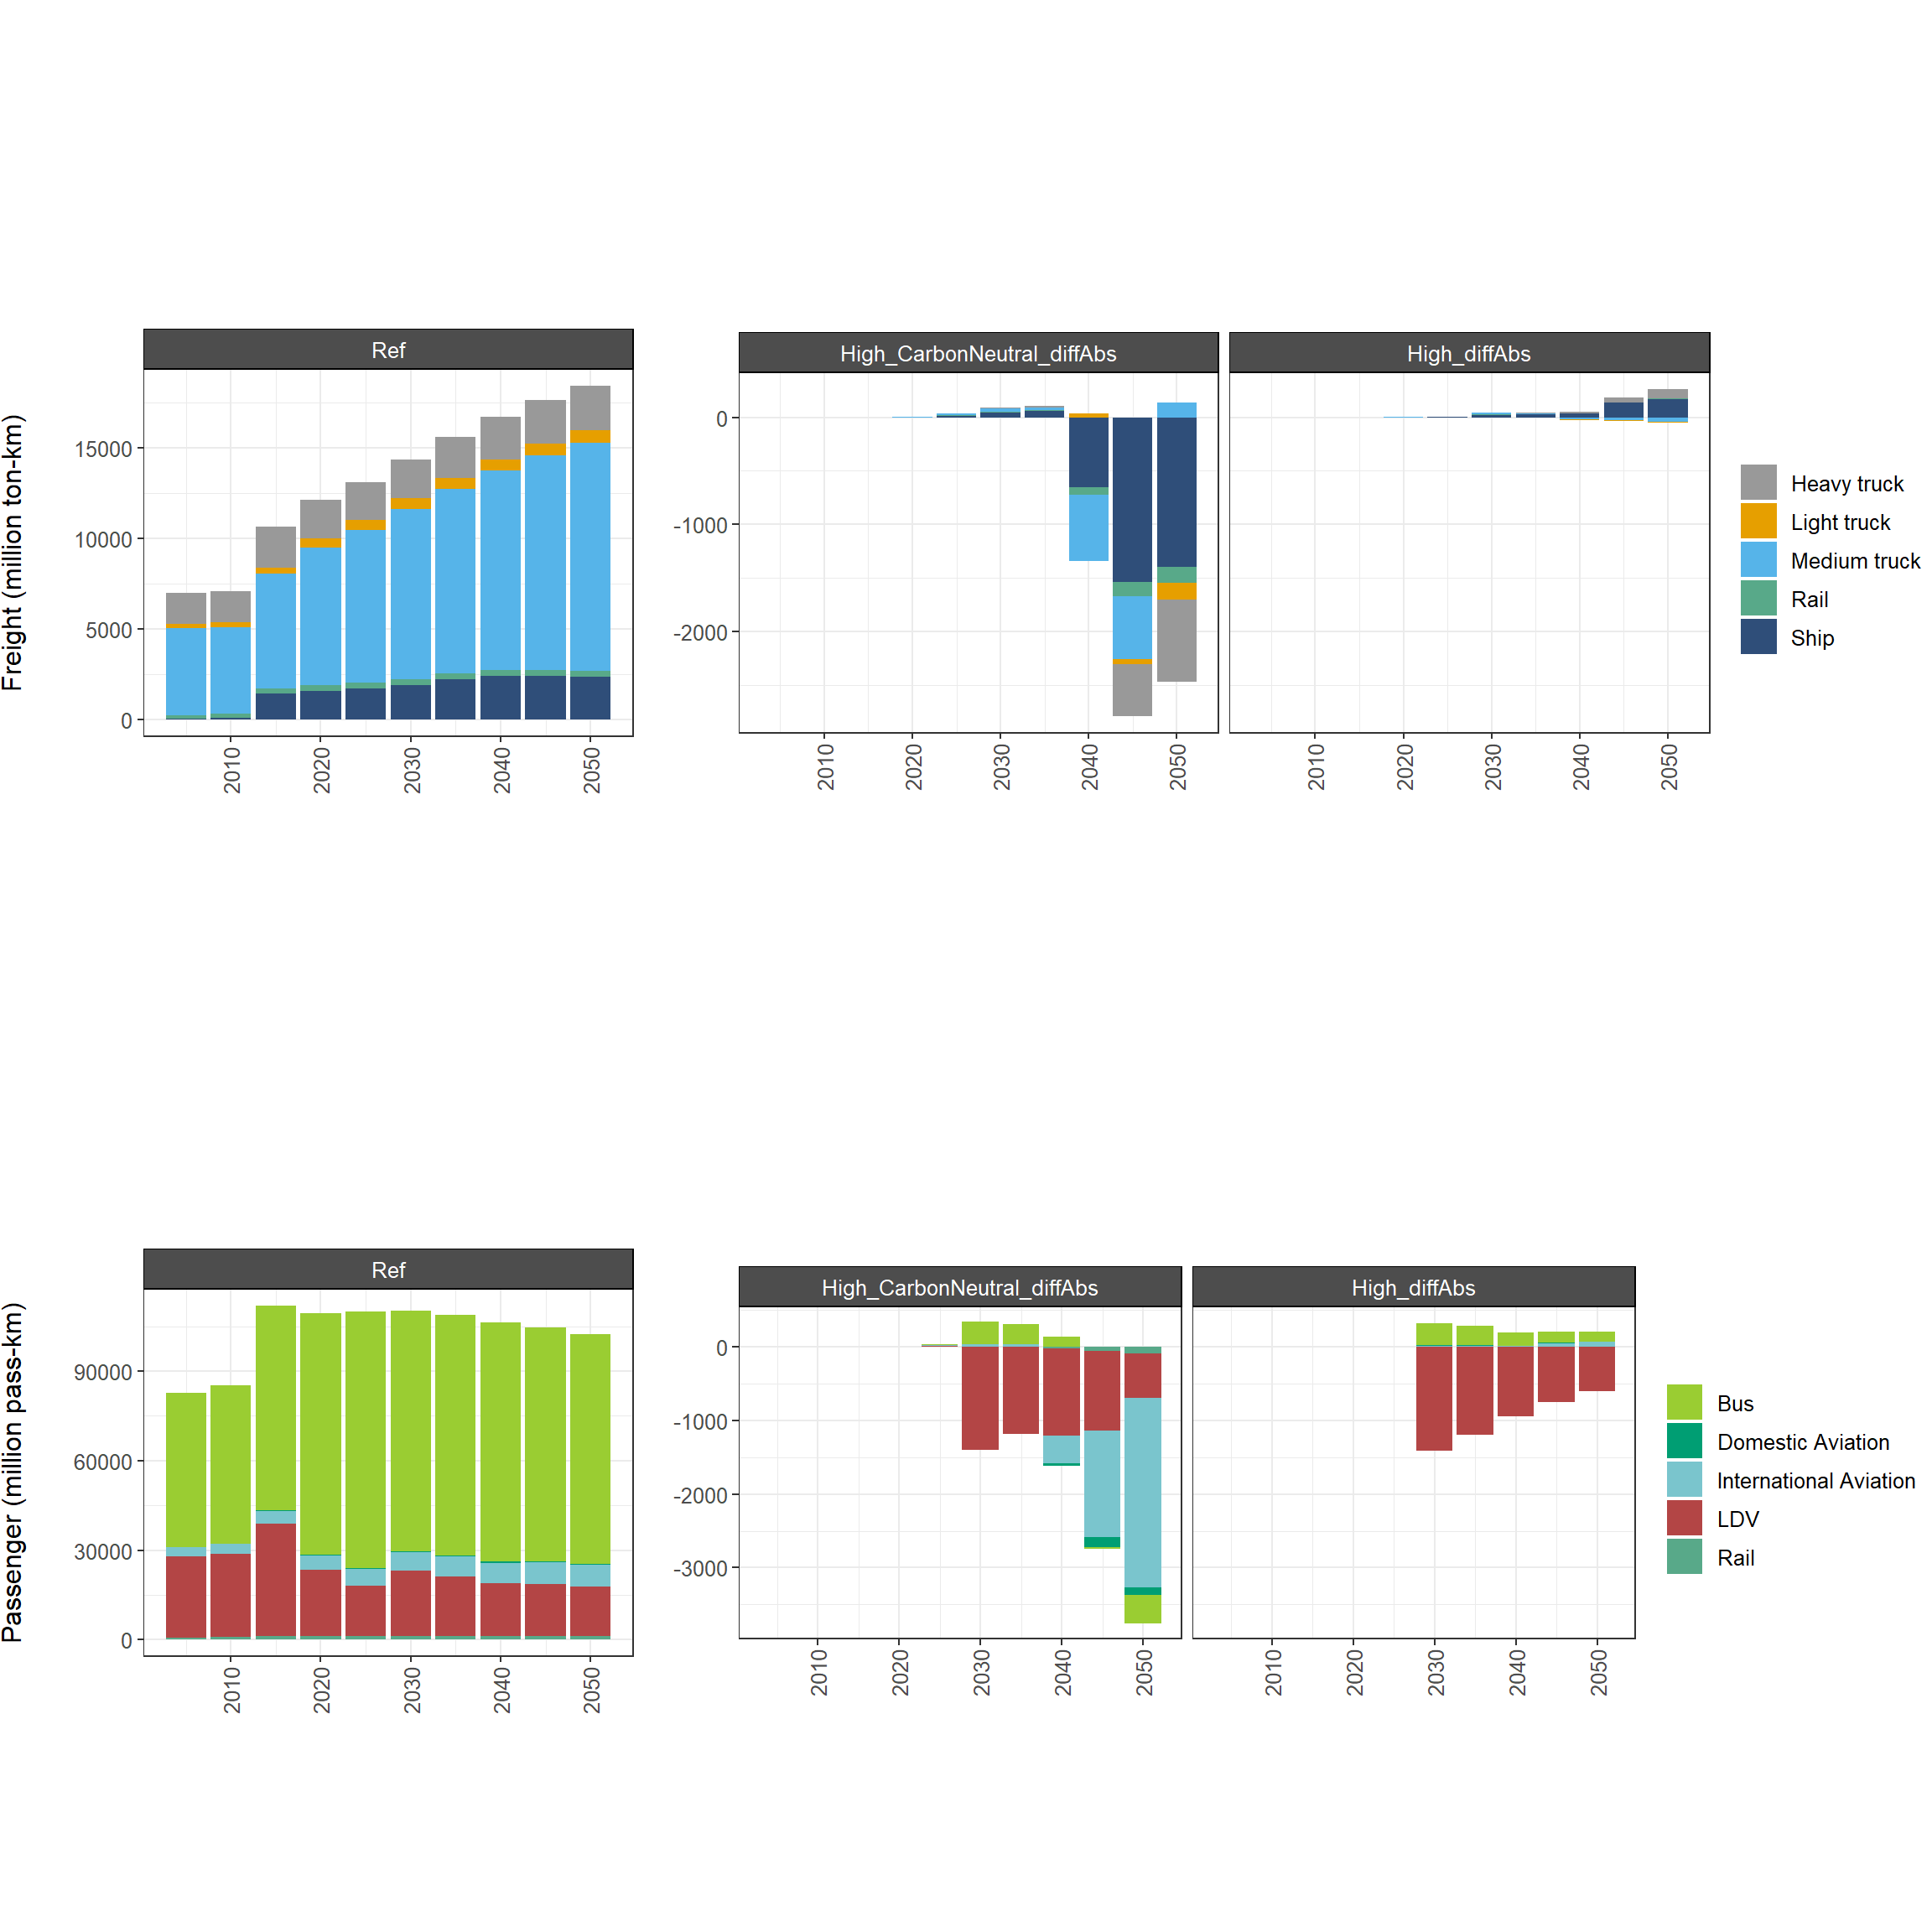 Freight (million ton-km)
Ref
15000
10000
5000
0
2010
2020
2030
2040
2050
High_CarbonNeutral_diffAbs
High_diffAbs
0
-1000
-2000
2010
2020
2030
2040
2050
2010
2020
2030
2040
2050
Heavy truck
Light truck
Medium truck
Rail
Ship
Passenger (million pass-km)
Ref
90000
60000
30000
0
2010
2020
2030
2040
2050
High_CarbonNeutral_diffAbs
High_diffAbs
0
-1000
-2000
-3000
2010
2020
2030
2040
2050
2010
2020
2030
2040
2050
Bus
Domestic Aviation
International Aviation
LDV
Rail